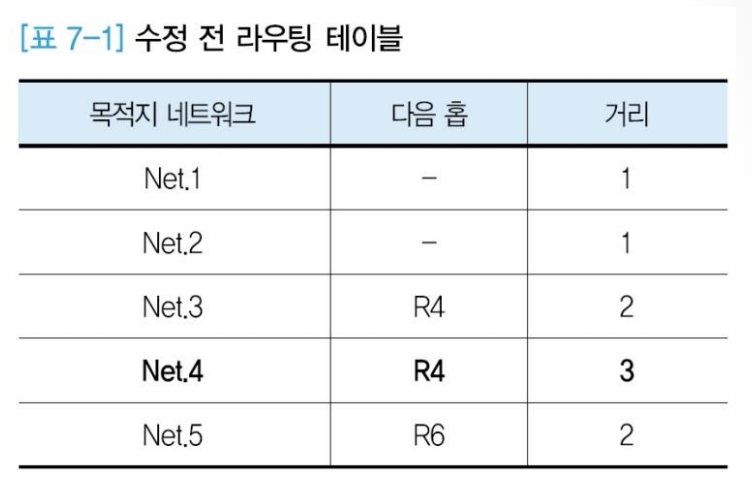 [표 7-1] 수정 전 라우팅 테이블
목적지 네트워크 다음 홉 거리
Net.1 - 1
Net.2 - 1
Net.3 R4 2
Net.4 R4 3
Net.5 R6 2